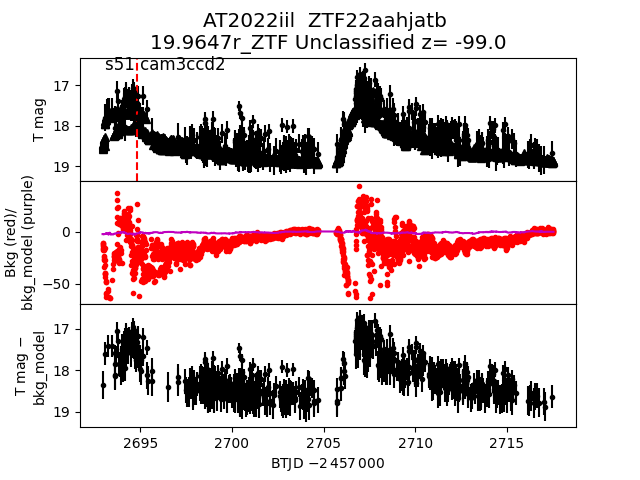 AT2022iil  ZTF22aahjatb
19.9647r_ZTF Unclassified z= -99.0
s51 cam3ccd2
T mag
17
18
19
Bkg (red)/
bkg_model (purple)
0
−50
T mag −
bkg_model
17
18
19
2695
2700
2705
2710
2715
BTJD −2 457 000